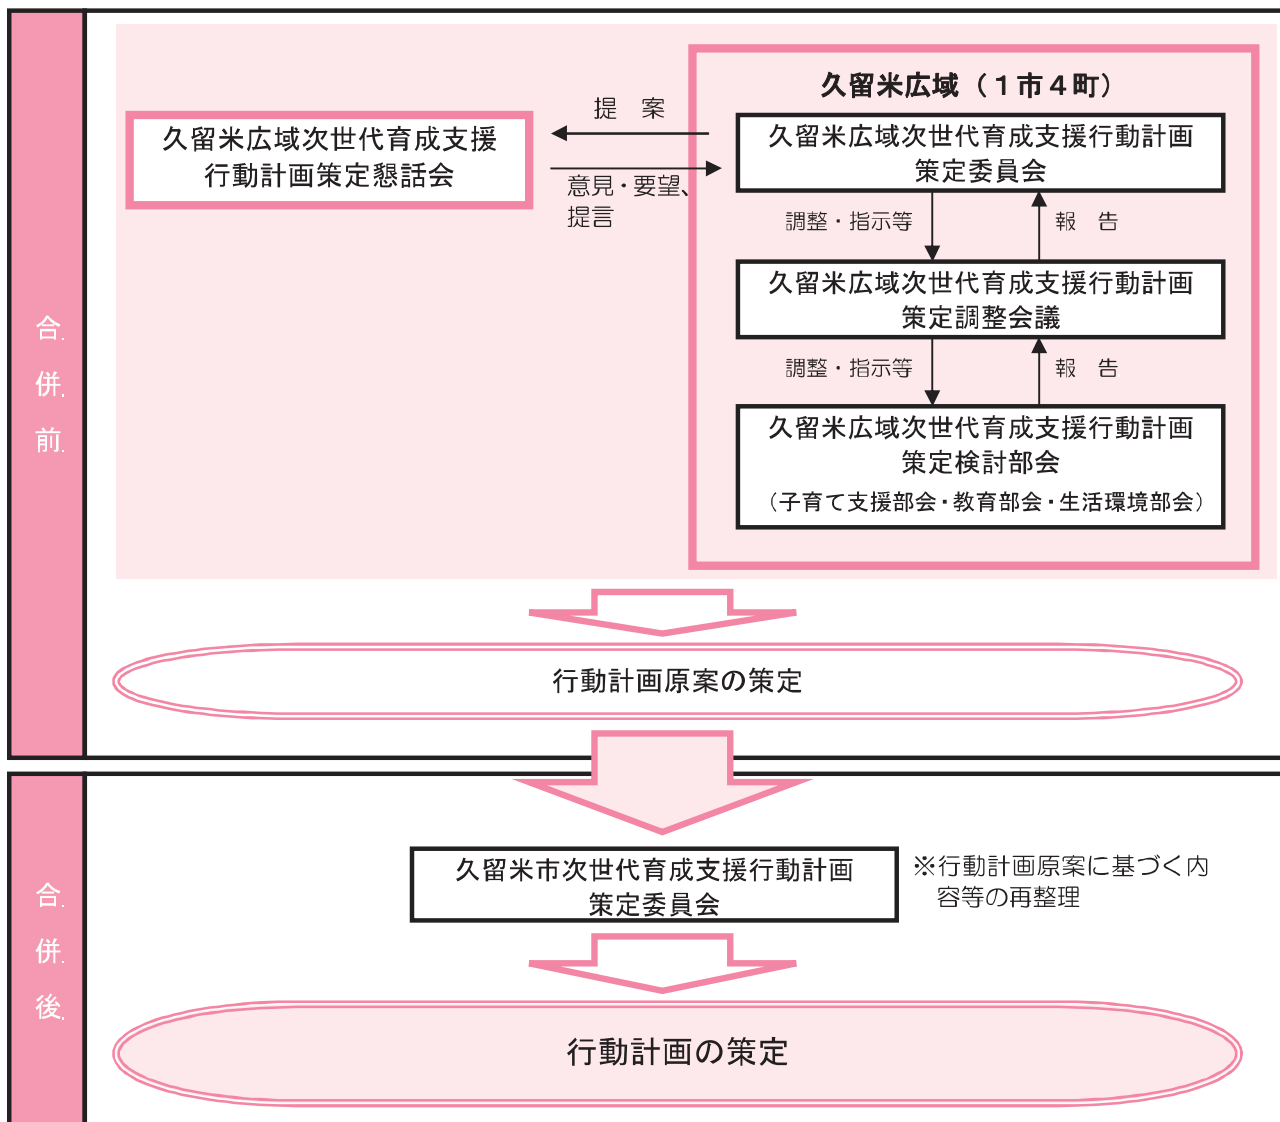 合.
併.
前.
久留米広域（１市４町）
提　案
久留米広域次世代育成支援
行動計画策定懇話会
意見・要望、
提言
久留米広域次世代育成支援行動計画
策定委員会
調整・指示等
報　告
久留米広域次世代育成支援行動計画
策定調整会議
調整・指示等
報　告
久留米広域次世代育成支援行動計画
策定検討部会
（子育て支援部会・教育部会・生活環境部会）
行動計画原案の策定
合.
併.
後.
久留米市次世代育成支援行動計画
策定委員会
※行動計画原案に基づく内
容等の再整理
行動計画の策定